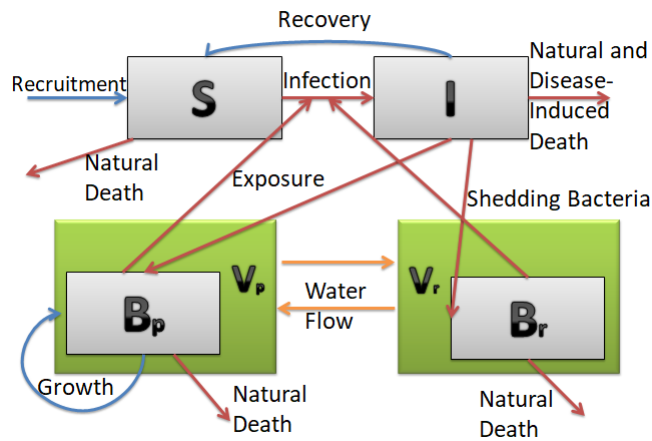 Recovery
Recruitment
S
Infection
I
Natural and
Disease-
Induced
Death
Natural
Death
Exposure
Shedding Bacteria
Vp
Bp
Water
Flow
Vr
Br
Growth
Natural
Death
Natural
Death